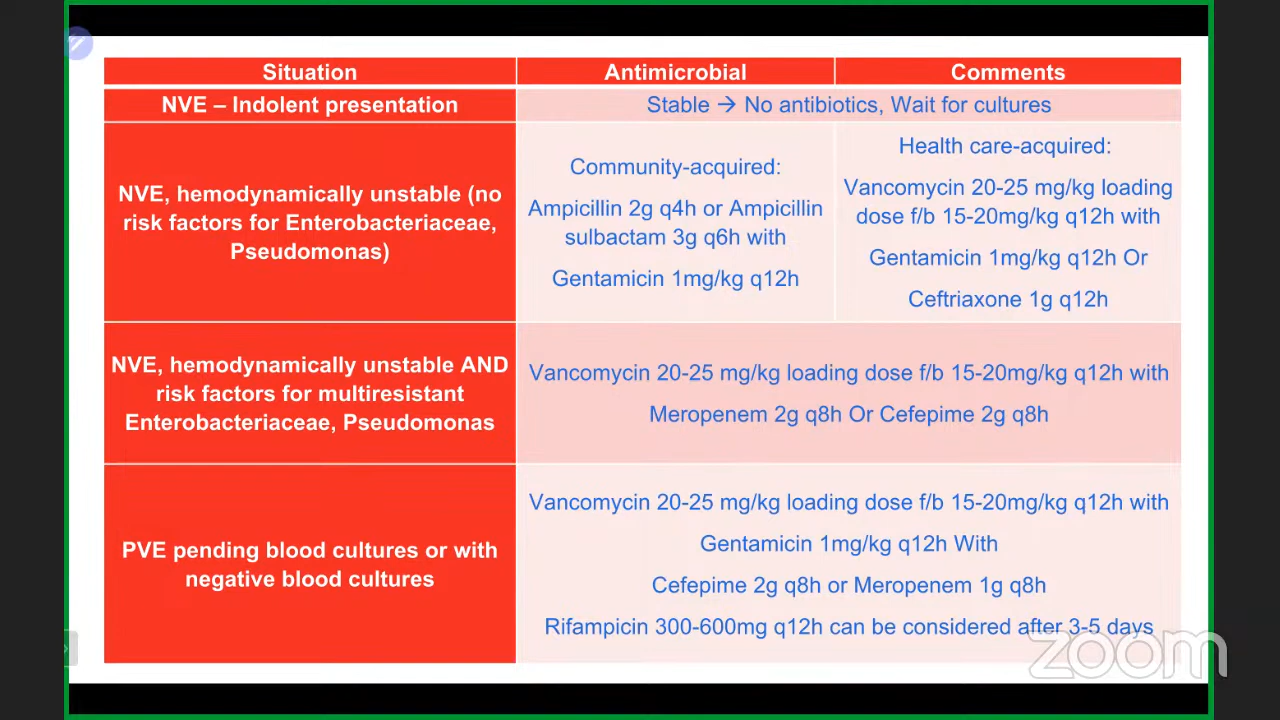 Situation
Antimicrobial
Comments
NVE – Indolent presentation
Stable → No antibiotics, Wait for cultures
NVE, hemodynamically unstable (no
risk factors for Enterobacteriaceae,
Pseudomonas)
Community-acquired:
Ampicillin 2g q4h or Ampicillin
sulbactam 3g q6h with
Gentamicin 1mg/kg q12h
Health care-acquired:
Vancomycin 20-25 mg/kg loading
dose f/b 15-20mg/kg q12h with
Gentamicin 1mg/kg q12h Or
Ceftriaxone 1g q12h
NVE, hemodynamically unstable AND
risk factors for multiresistant
Enterobacteriaceae, Pseudomonas
Vancomycin 20-25 mg/kg loading dose f/b 15-20mg/kg q12h with
Meropenem 2g q8h Or Cefepime 2g q8h
PVE pending blood cultures or with
negative blood cultures
Vancomycin 20-25 mg/kg loading dose f/b 15-20mg/kg q12h with
Gentamicin 1mg/kg q12h With
Cefepime 2g q8h or Meropenem 1g q8h
Rifampicin 300-600mg q12h can be considered after 3-5 days
zoom